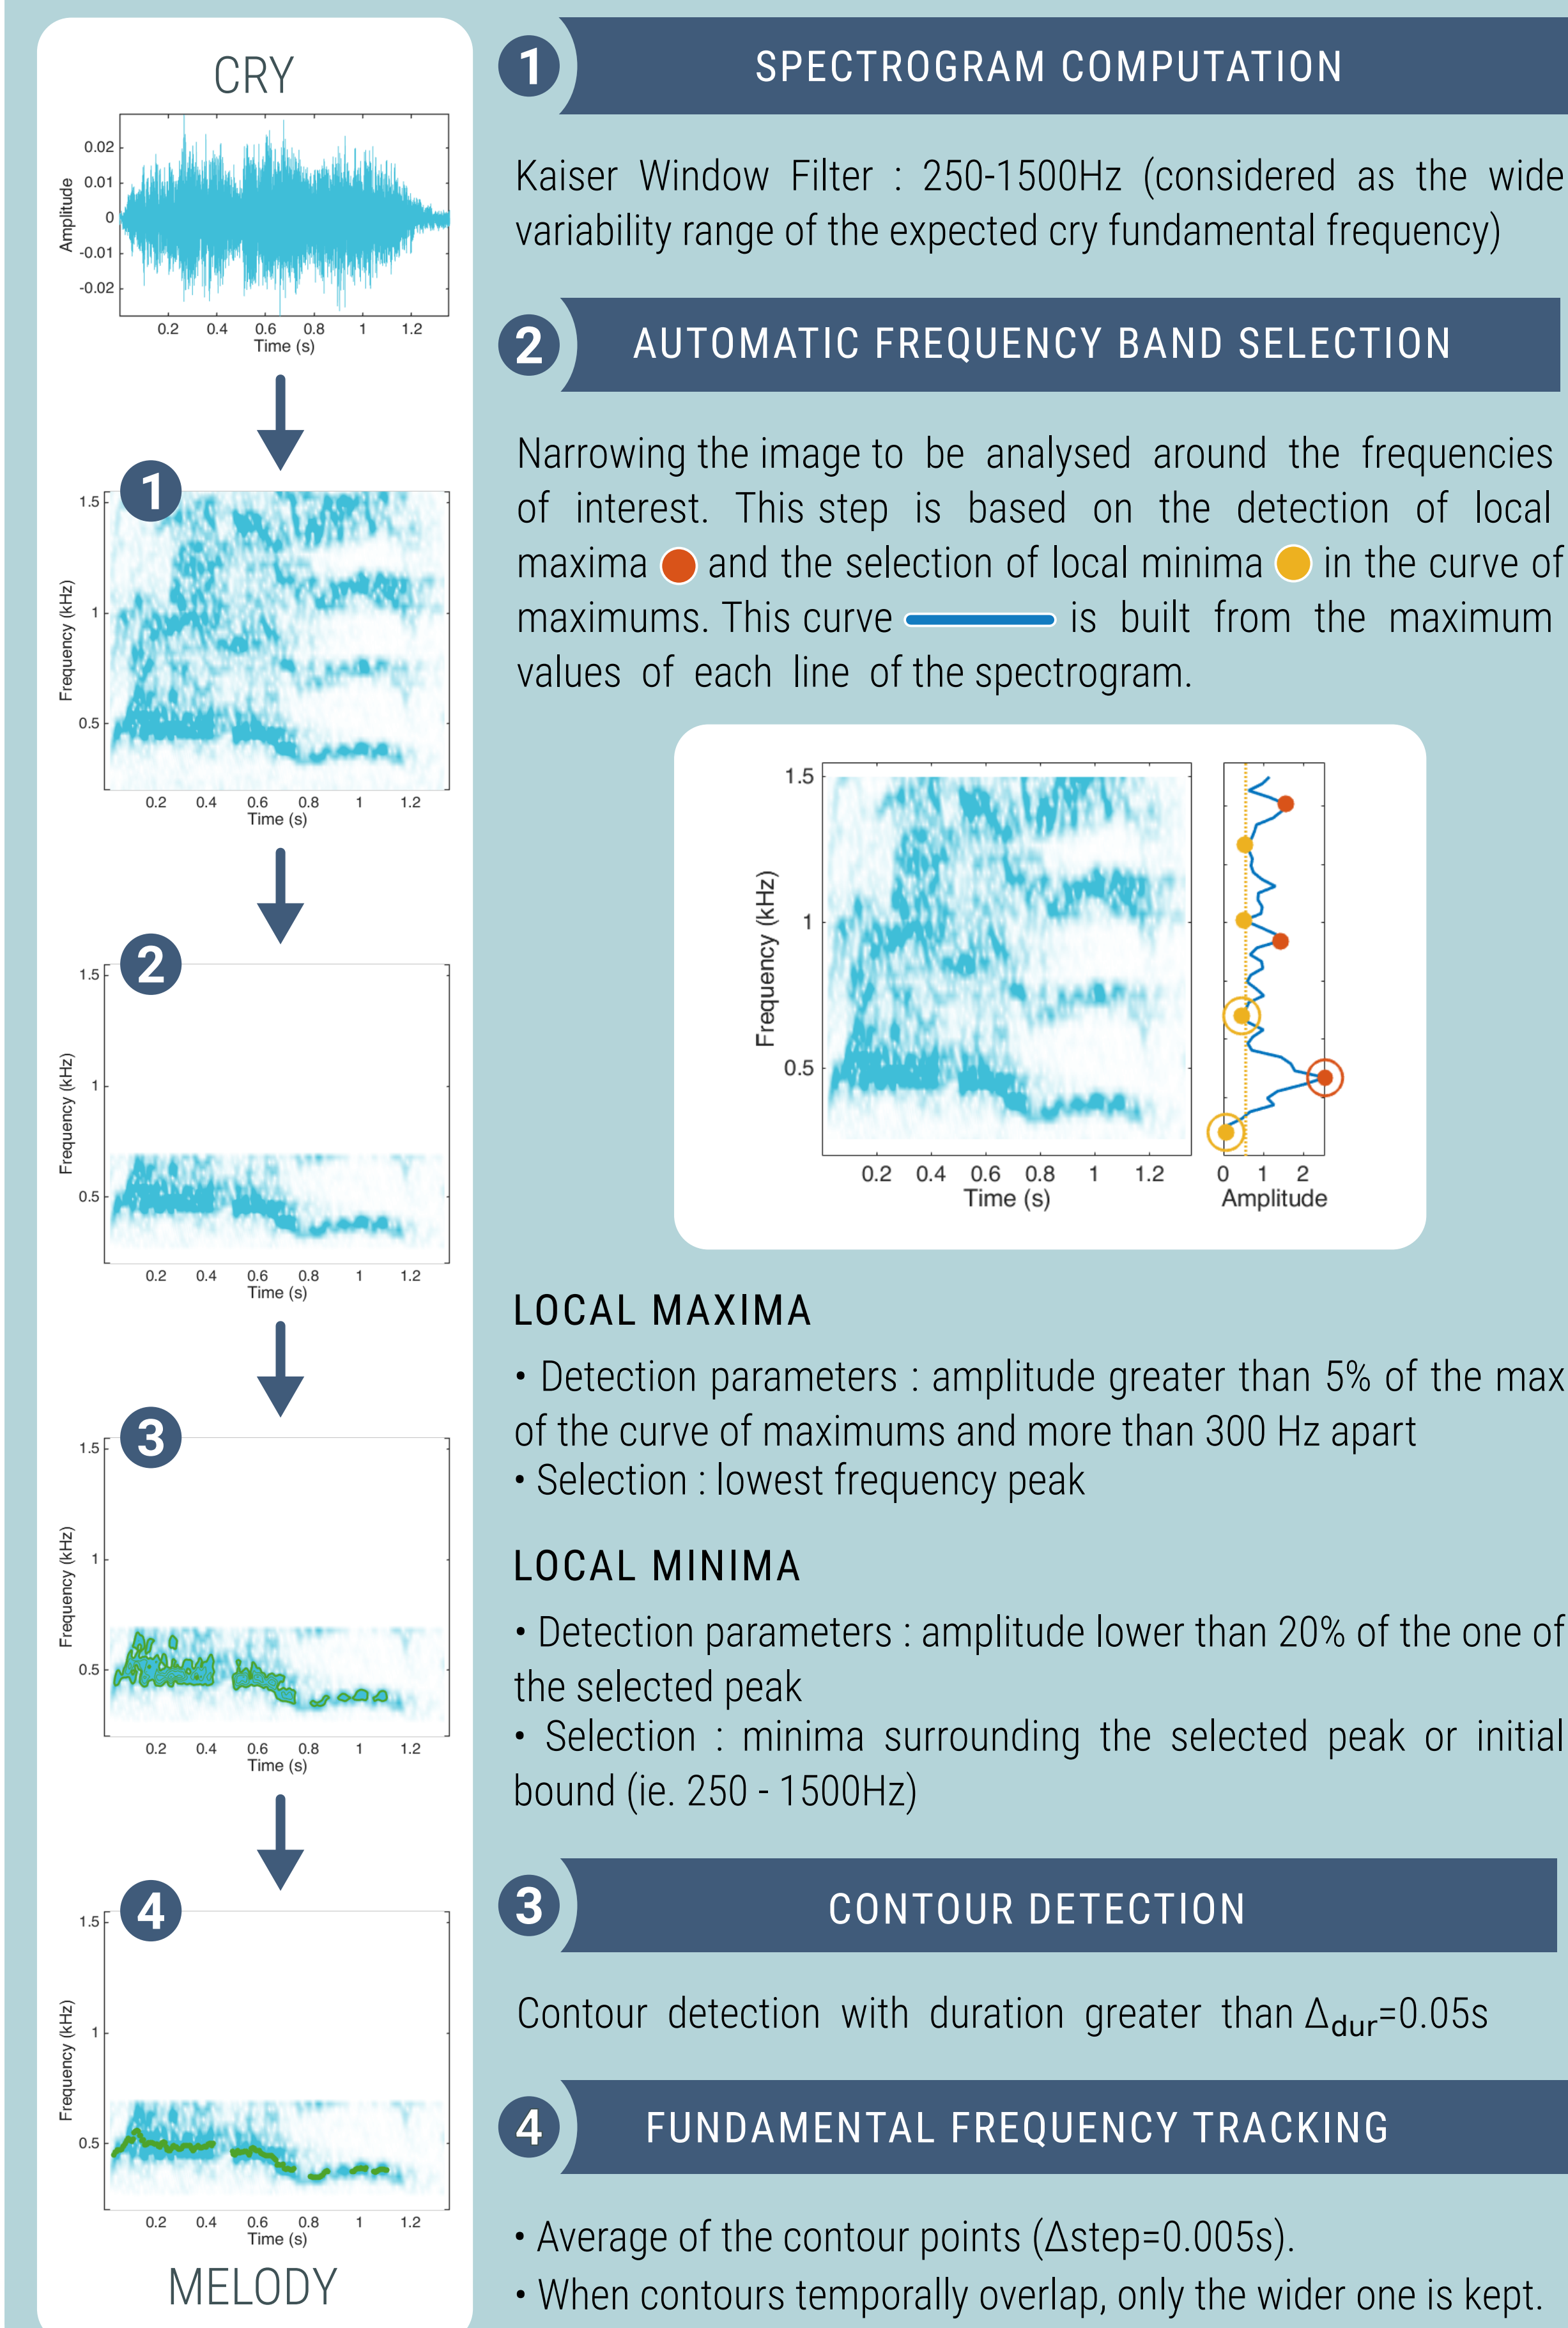 CRY
0.02
0.01
0
-0.01
-0.02
Amplitude
0.2 0.4 0.6 0.8 1 1.2
Time (s)
1
1.5
1
0.5
Frequency (kHz)
0.2 0.4 0.6 0.8 1 1.2
Time (s)
2
1.5
1
0.5
Frequency (kHz)
0.2 0.4 0.6 0.8 1 1.2
Time (s)
3
1.5
1
0.5
Frequency (kHz)
0.2 0.4 0.6 0.8 1 1.2
Time (s)
4
1.5
1
0.5
Frequency (kHz)
0.2 0.4 0.6 0.8 1 1.2
Time (s)
MELODY
1 SPECTROGRAM COMPUTATION
Kaiser Window Filter : 250-1500Hz (considered as the wide
variability range of the expected cry fundamental frequency)
2 AUTOMATIC FREQUENCY BAND SELECTION
Narrowing the image to be analysed around the frequencies
of interest. This step is based on the detection of local
maxima and the selection of local minima in the curve of
maximums. This curve is built from the maximum
values of each line of the spectrogram.
1.5
1
0.5
Frequency (kHz)
0.2 0.4 0.6 0.8 1 1.2
Time (s)
0 1 2
Amplitude
LOCAL MAXIMA
• Detection parameters : amplitude greater than 5% of the max
of the curve of maximums and more than 300 Hz apart
• Selection : lowest frequency peak
LOCAL MINIMA
• Detection parameters : amplitude lower than 20% of the one of
the selected peak
• Selection : minima surrounding the selected peak or initial
bound (ie. 250 - 1500Hz)
3 CONTOUR DETECTION
Contour detection with duration greater than Δdur=0.05s
4 FUNDAMENTAL FREQUENCY TRACKING
• Average of the contour points (Δstep=0.005s).
• When contours temporally overlap, only the wider one is kept.